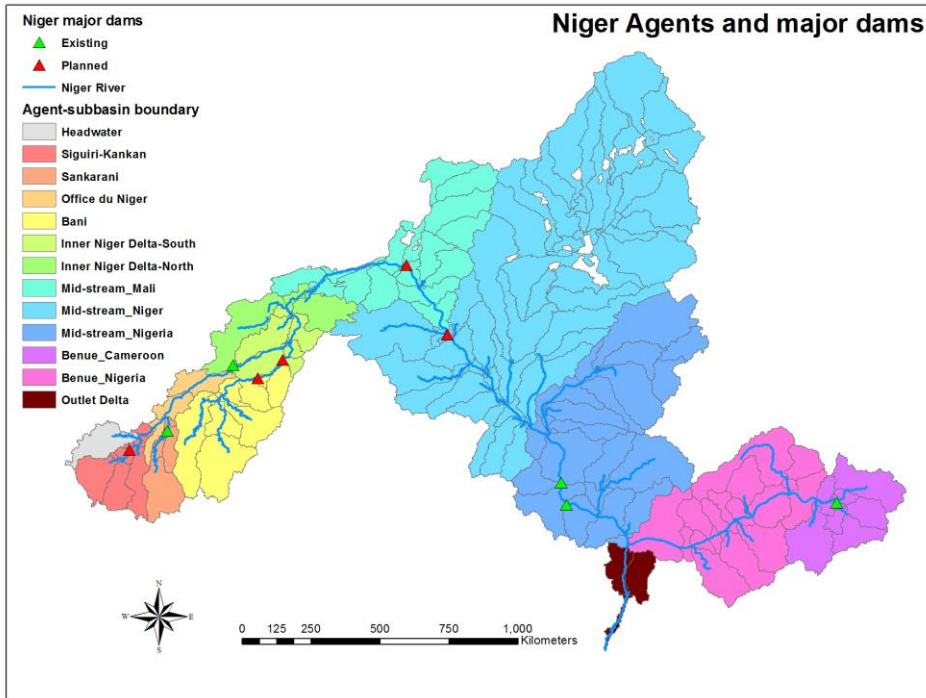 Niger Agents and major dams
Niger major dams
Existing
Planned
Niger River
Agent-subbasin boundary
Headwater
Siguiri-Kankan
Sankarani
Office du Niger
Bani
Inner Niger Delta-South
Inner Niger Delta-North
Mid-stream_Mali
Mid-stream_Niger
Mid-stream_Nigeria
Benue_Cameroon
Benue_Nigeria
Outlet Delta
N
W E
S
0 125 250 500 750 1,000
Kilometers